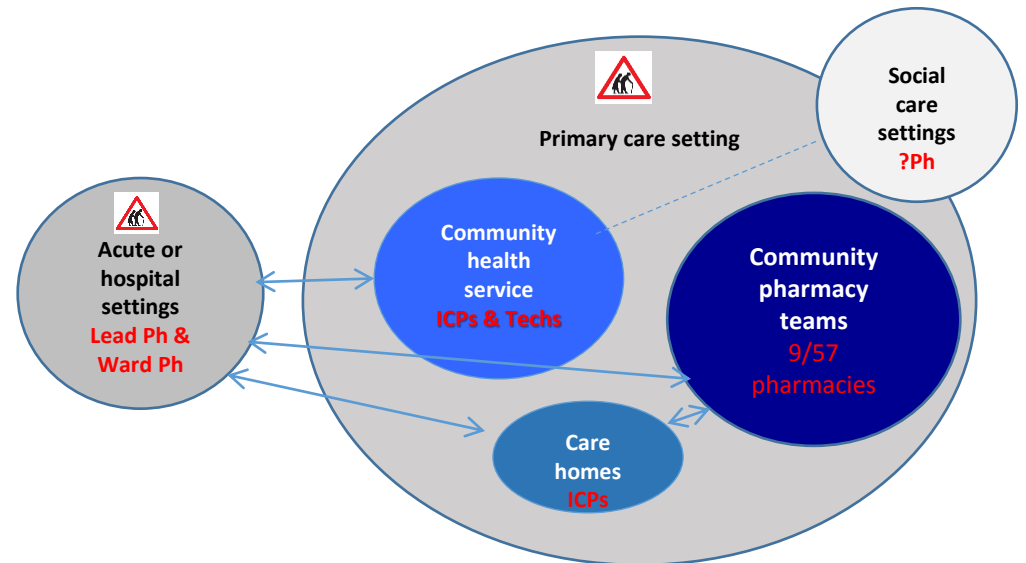 Primary care setting
Social
care
settings
?Ph
Acute or
hospital
settings
Lead Ph &
Ward Ph
Community
health
service
ICPs & Techs
Community
pharmacy
teams
9/57
pharmacies
Care
homes
ICPs